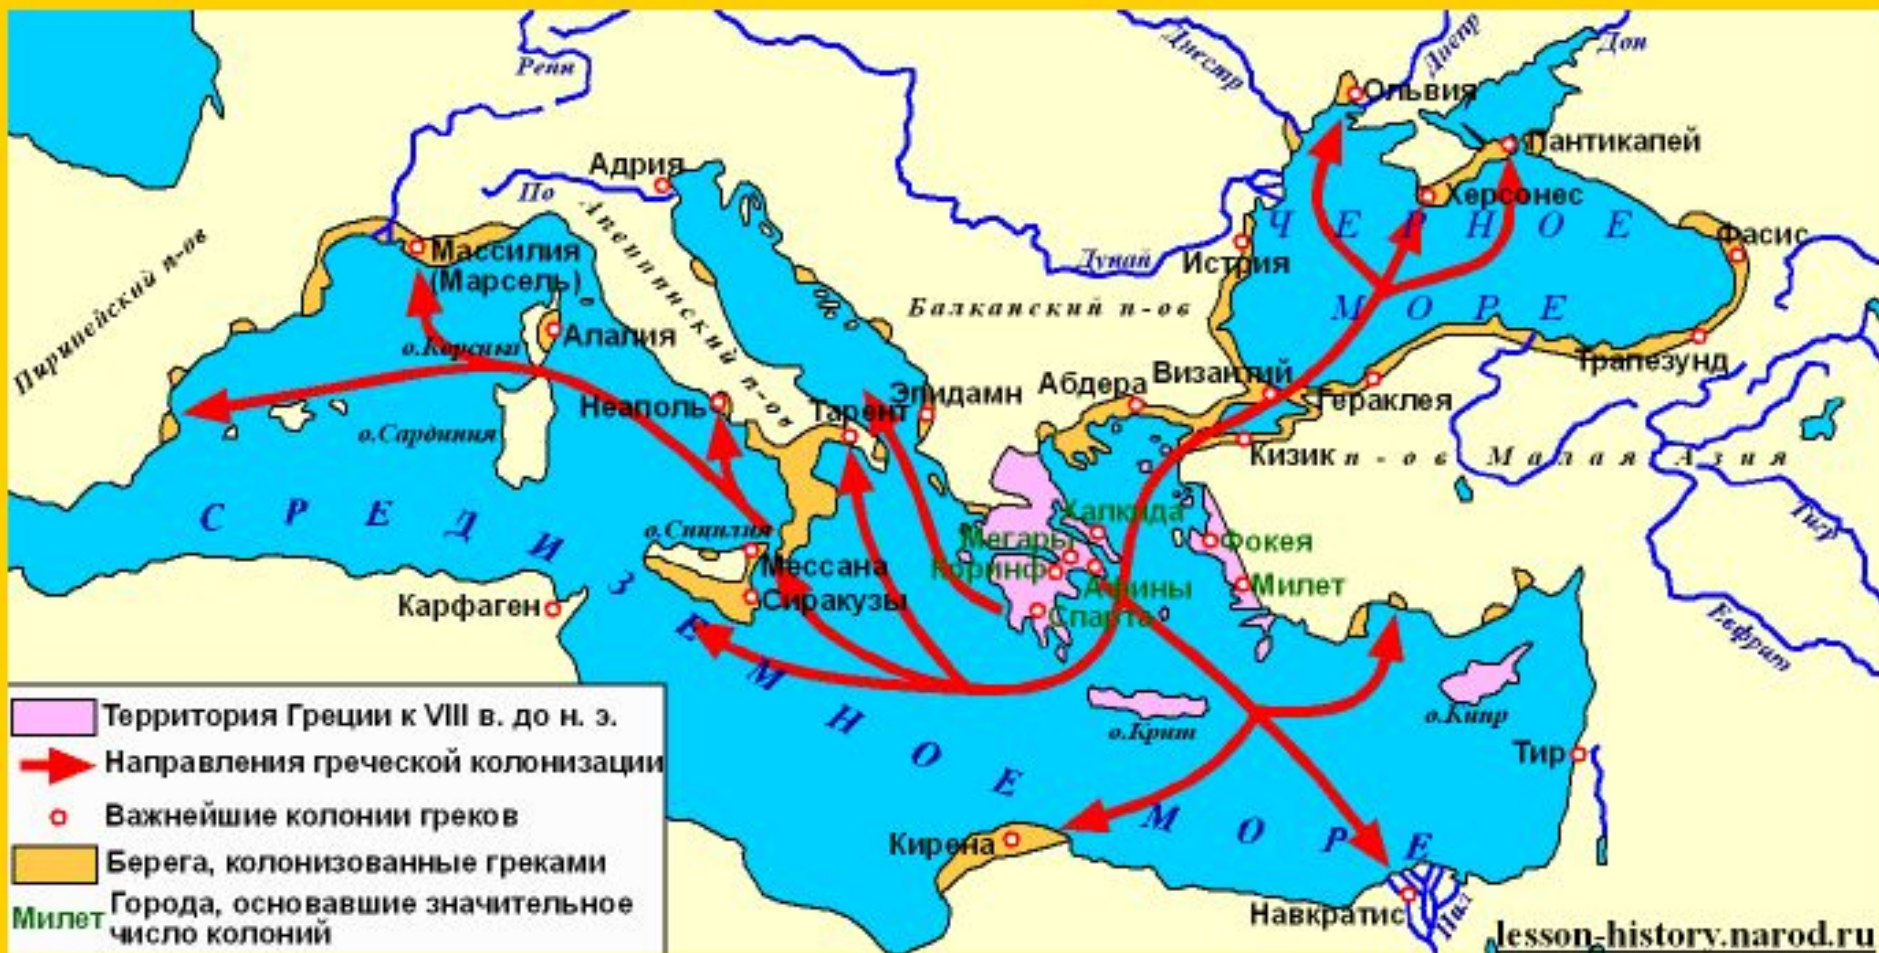 Рейн
Днестр
Днепр
Дон
Ольвия
Пантикапей
Адрия
По
Херсонес
Апеннинский п-ов
ЧЕРНОЕ
Фасис
Массилия
(Марсель)
Пиринейский п-ов
Дунай
Истрия
Балканский п-ов
МОРЕ
Алалия
о.Корсика
Трапезунд
Неаполь
Тарент
Эпидамн
Абдера
Византий
Гераклея
о.Сардиния
Кизик
п-ов Малая Азия
СРЕДИЗЕМНОЕ МОРЕ
о.Сицилия
Халкида
Мегары
Коринф
Афины
Спарта
Фокея
Милет
Тигр
Евфрат
Мессана
Сиракузы
Карфаген
о.Крит
о.Кипр
Тир
Кирена
Навкратис
Нил
Территория Греции к VIII в. до н. э.
Направления греческой колонизации
Важнейшие колонии греков
Берега, колонизованные греками
Милет Города, основавшие значительное
число колоний
lesson-history.narod.ru